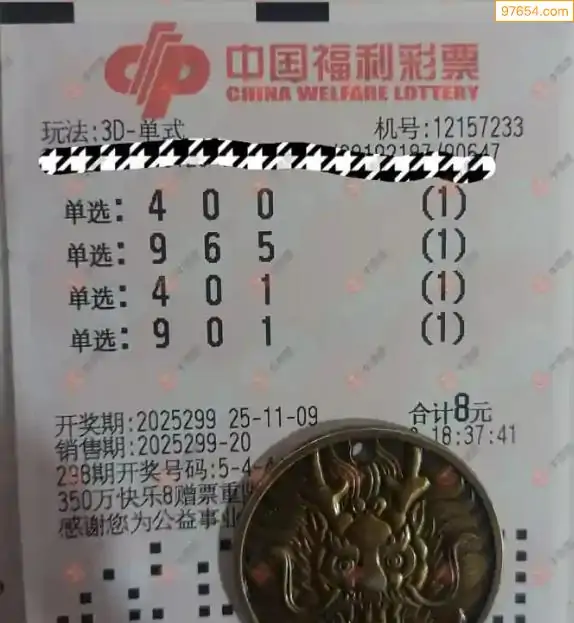 97654.com
中国福利彩票
CHINA WELFARE LOTTERY
玩法:3D-单式 机号:12157233
单选: 4 0 0 (1)
单选: 9 6 5 (1)
单选: 4 0 1 (1)
单选: 9 0 1 (1)
开奖期:2025299 25-11-09 合计8元
销售期:2025299-20 18:37:41
298期开奖号码:5-4-
350万快乐8赠票重
感谢您为公益事业